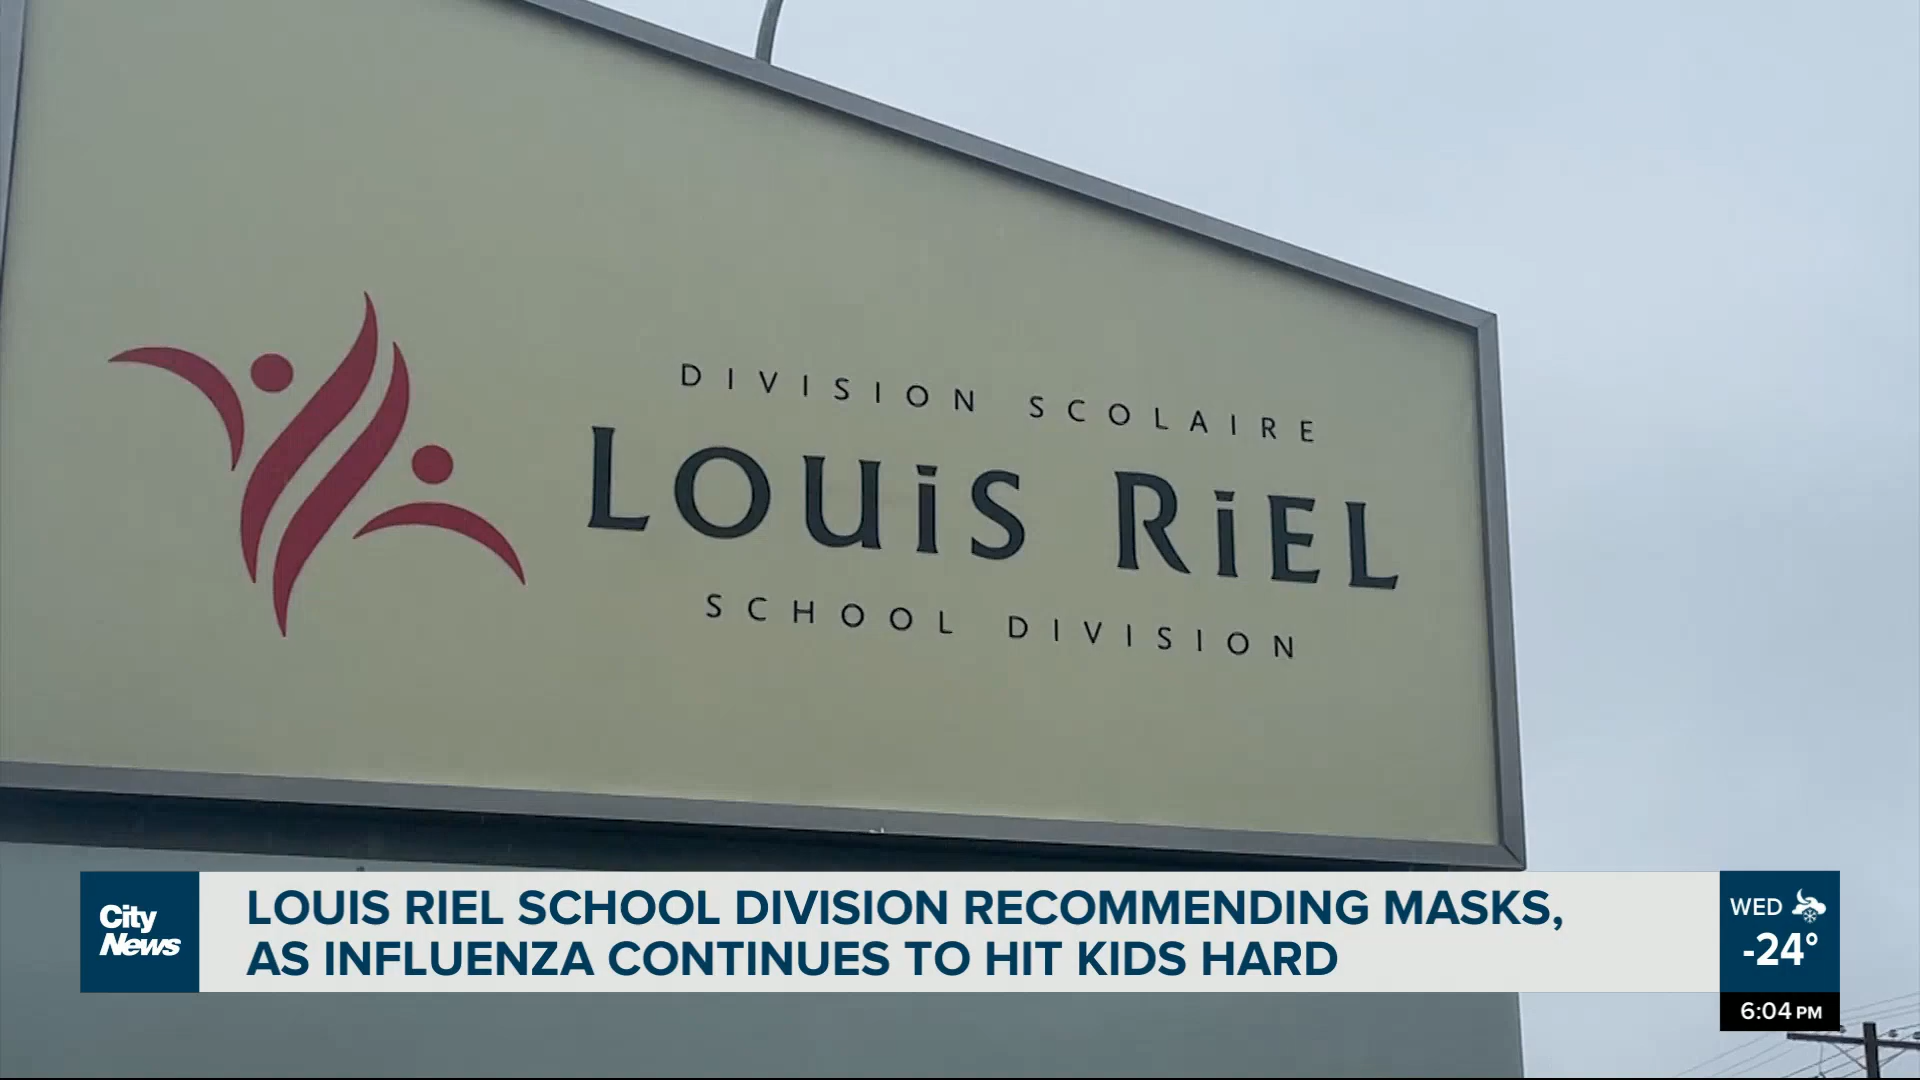 DIVISION SCOLAIRE
LOUiS RiEL
SCHOOL DIVISION
City
News
LOUIS RIEL SCHOOL DIVISION RECOMMENDING MASKS,
AS INFLUENZA CONTINUES TO HIT KIDS HARD
WED
-24°
6:04 PM